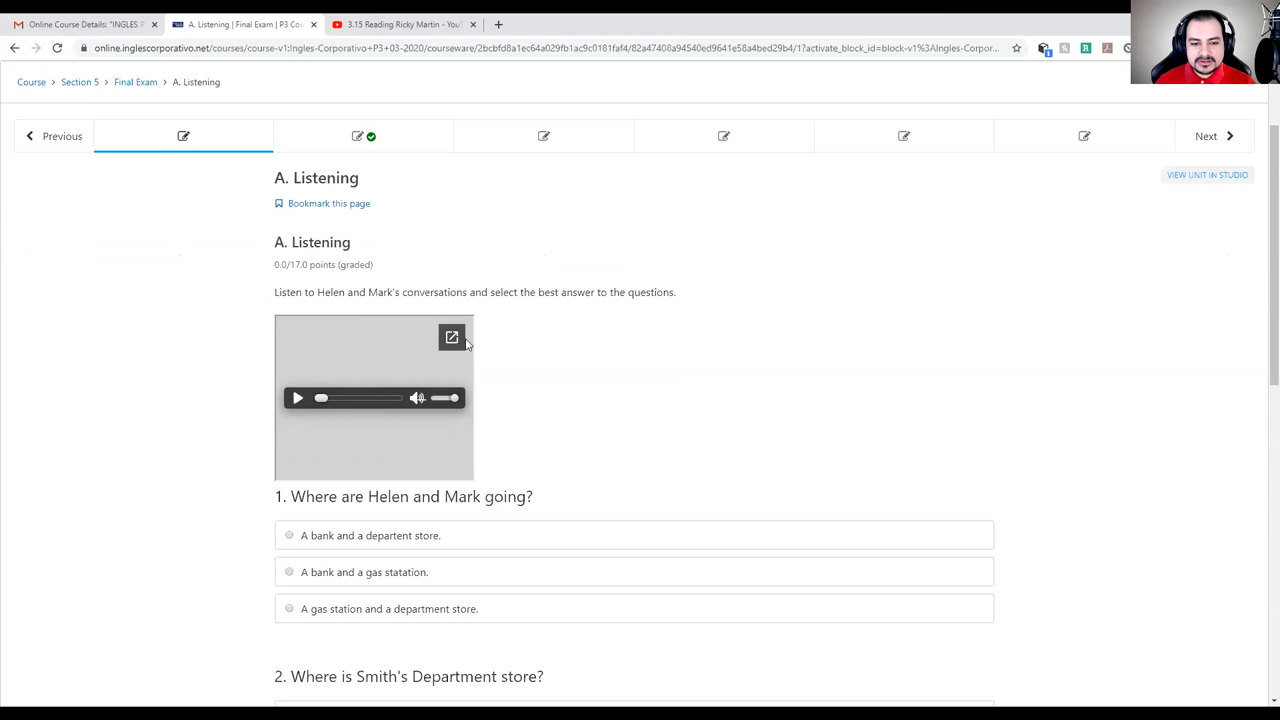 Online Course Details: "INGLES P
A. Listening | Final Exam | P3 Cou
3.15 Reading Ricky Martin - YouT
online.inglescorporativo.net/courses/course-v1:Ingles-Corporativo+P3+03-2020/courseware/2bcbfd8a1ec64a029fb1ac9c0181faf4/82a47408a94540ed9641e58a4bed29b4/1?activate_block_id=block-v1%3AIngles-Corpor...
Course > Section 5 > Final Exam > A. Listening
Previous
Next
A. Listening
VIEW UNIT IN STUDIO
Bookmark this page
A. Listening
0.0/17.0 points (graded)
Listen to Helen and Mark's conversations and select the best answer to the questions.
1. Where are Helen and Mark going?
A bank and a departent store.
A bank and a gas statation.
A gas station and a department store.
2. Where is Smith's Department store?